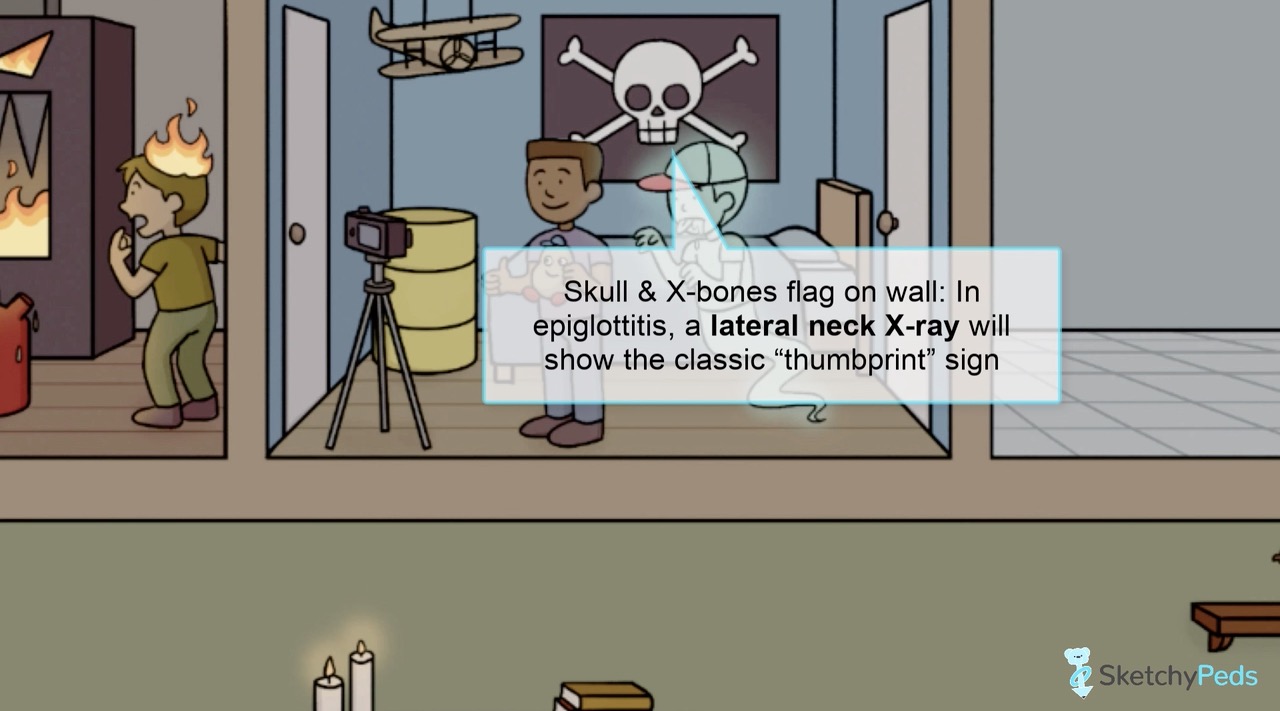 Skull & X-bones flag on wall: In
epiglottitis, a lateral neck X-ray will
show the classic “thumbprint” sign
SketchyPeds